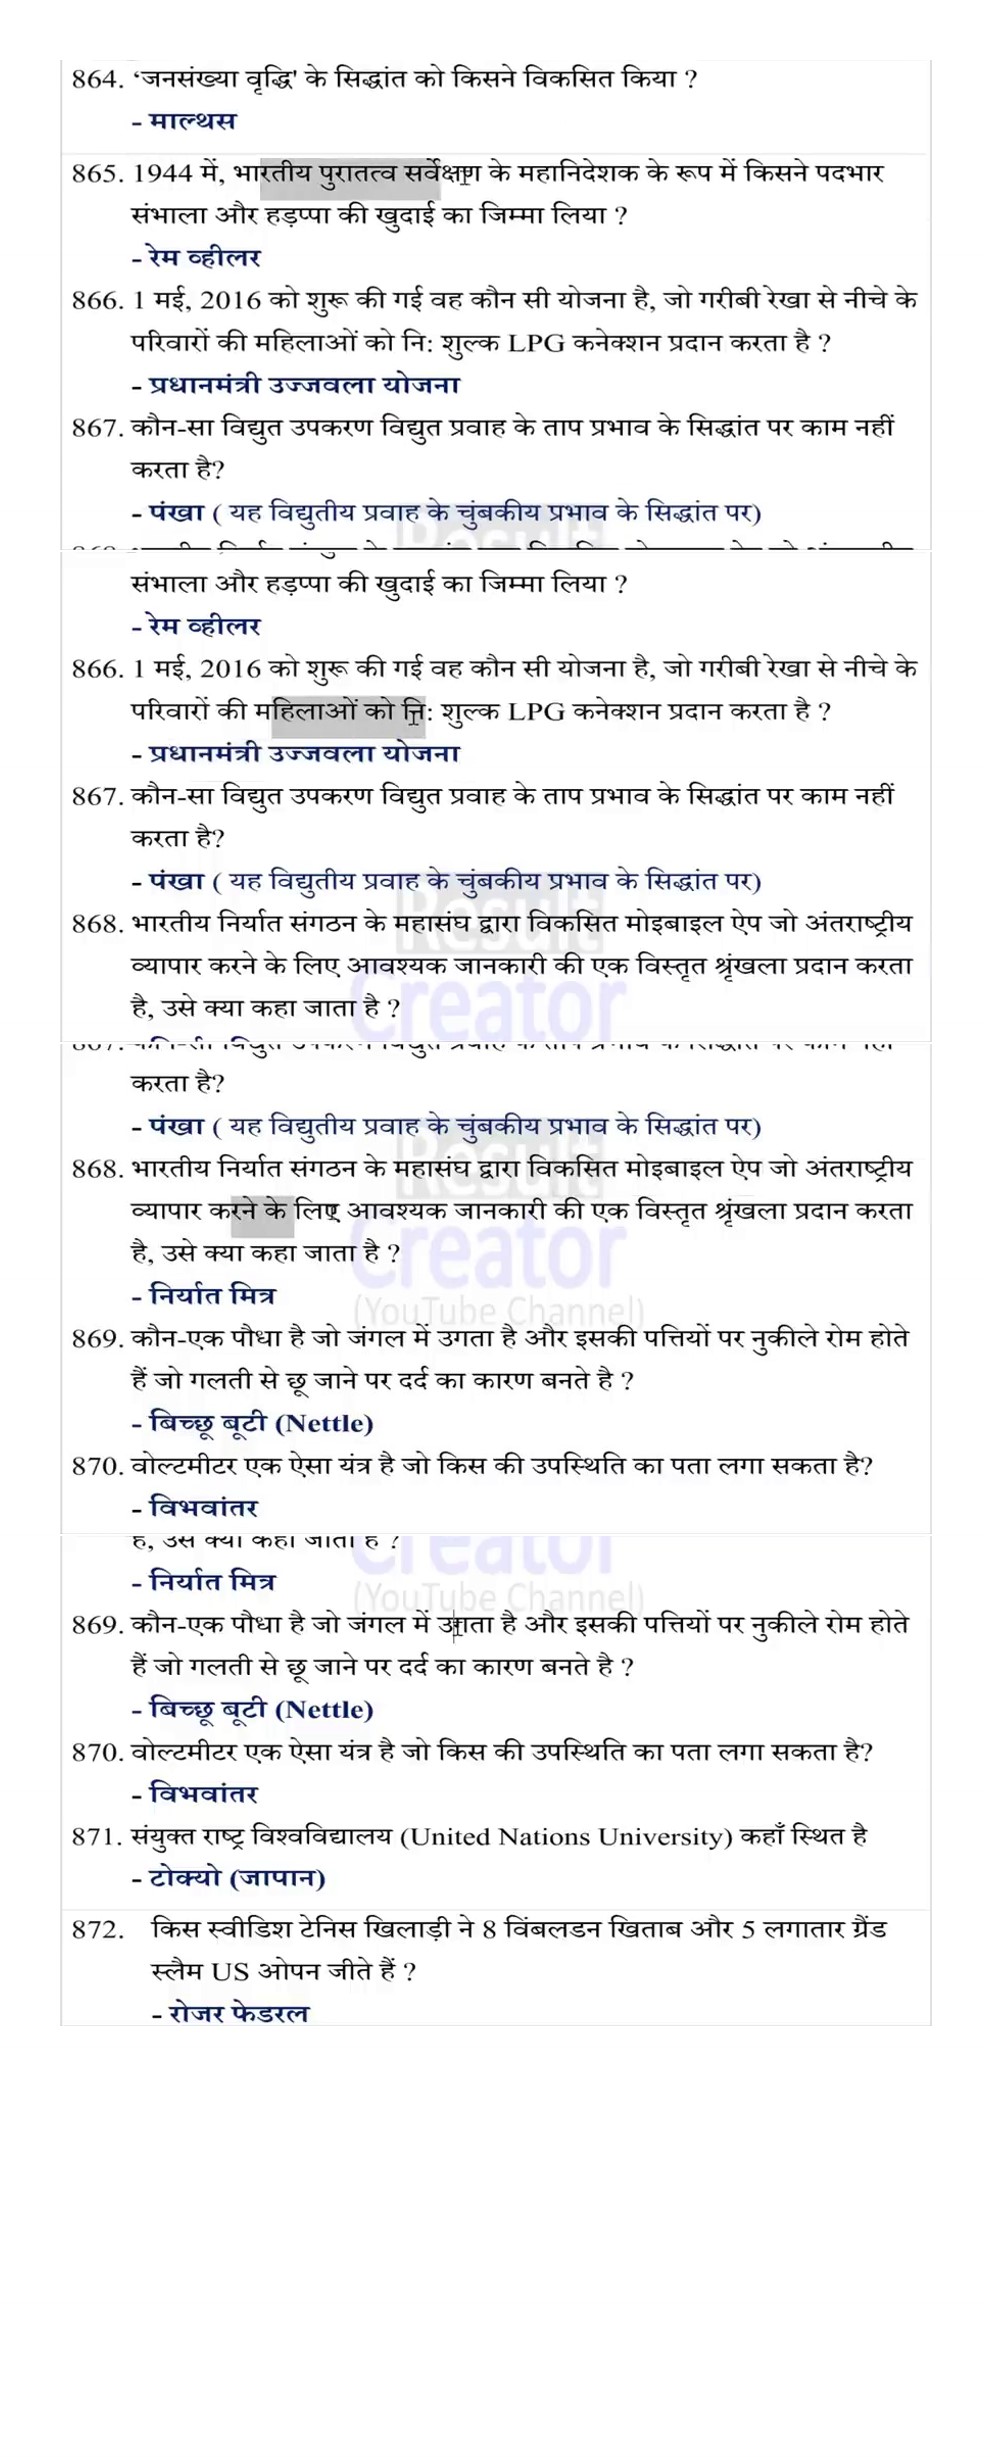 864. ‘जनसंख्या वृद्धि' के सिद्धांत को किसने विकसित किया ?
- माल्थस
865. 1944 में, भारतीय पुरातत्व सर्वेक्षण के महानिदेशक के रूप में किसने पदभार
संभाला और हड़प्पा की खुदाई का जिम्मा लिया ?
- रेम व्हीलर
866. 1 मई, 2016 को शुरू की गई वह कौन सी योजना है, जो गरीबी रेखा से नीचे के
परिवारों की महिलाओं को नि: शुल्क LPG कनेक्शन प्रदान करता है ?
- प्रधानमंत्री उज्जवला योजना
867. कौन-सा विद्युत उपकरण विद्युत प्रवाह के ताप प्रभाव के सिद्धांत पर काम नहीं
करता है?
- पंखा ( यह विद्युतीय प्रवाह के चुंबकीय प्रभाव के सिद्धांत पर)
संभाला और हड़प्पा की खुदाई का जिम्मा लिया ?
- रेम व्हीलर
866. 1 मई, 2016 को शुरू की गई वह कौन सी योजना है, जो गरीबी रेखा से नीचे के
परिवारों की महिलाओं को नि: शुल्क LPG कनेक्शन प्रदान करता है ?
- प्रधानमंत्री उज्जवला योजना
867. कौन-सा विद्युत उपकरण विद्युत प्रवाह के ताप प्रभाव के सिद्धांत पर काम नहीं
करता है?
- पंखा ( यह विद्युतीय प्रवाह के चुंबकीय प्रभाव के सिद्धांत पर)
Result
868. भारतीय निर्यात संगठन के महासंघ द्वारा विकसित मोइबाइल ऐप जो अंतराष्ट्रीय
व्यापार करने के लिए आवश्यक जानकारी की एक विस्तृत श्रृंखला प्रदान करता
है, उसे क्या कहा जाता है ?
Creator
करता है?
- पंखा ( यह विद्युतीय प्रवाह के चुंबकीय प्रभाव के सिद्धांत पर)
Result
868. भारतीय निर्यात संगठन के महासंघ द्वारा विकसित मोइबाइल ऐप जो अंतराष्ट्रीय
व्यापार करने के लिए आवश्यक जानकारी की एक विस्तृत श्रृंखला प्रदान करता
है, उसे क्या कहा जाता है ?
Creator
- निर्यात मित्र
(YouTube Channel)
869. कौन-एक पौधा है जो जंगल में उगता है और इसकी पत्तियों पर नुकीले रोम होते
हैं जो गलती से छू जाने पर दर्द का कारण बनते है ?
- बिच्छू बूटी (Nettle)
870. वोल्टमीटर एक ऐसा यंत्र है जो किस की उपस्थिति का पता लगा सकता है?
- विभवांतर
है, उसे क्या कहा जाता है ?
Creator
- निर्यात मित्र
(YouTube Channel)
869. कौन-एक पौधा है जो जंगल में उगता है और इसकी पत्तियों पर नुकीले रोम होते
हैं जो गलती से छू जाने पर दर्द का कारण बनते है ?
- बिच्छू बूटी (Nettle)
870. वोल्टमीटर एक ऐसा यंत्र है जो किस की उपस्थिति का पता लगा सकता है?
- विभवांतर
871. संयुक्त राष्ट्र विश्वविद्यालय (United Nations University) कहाँ स्थित है
- टोक्यो (जापान)
872. किस स्वीडिश टेनिस खिलाड़ी ने 8 विंबलडन खिताब और 5 लगातार ग्रैंड
स्लैम US ओपन जीते हैं ?
- रोजर फेडरल